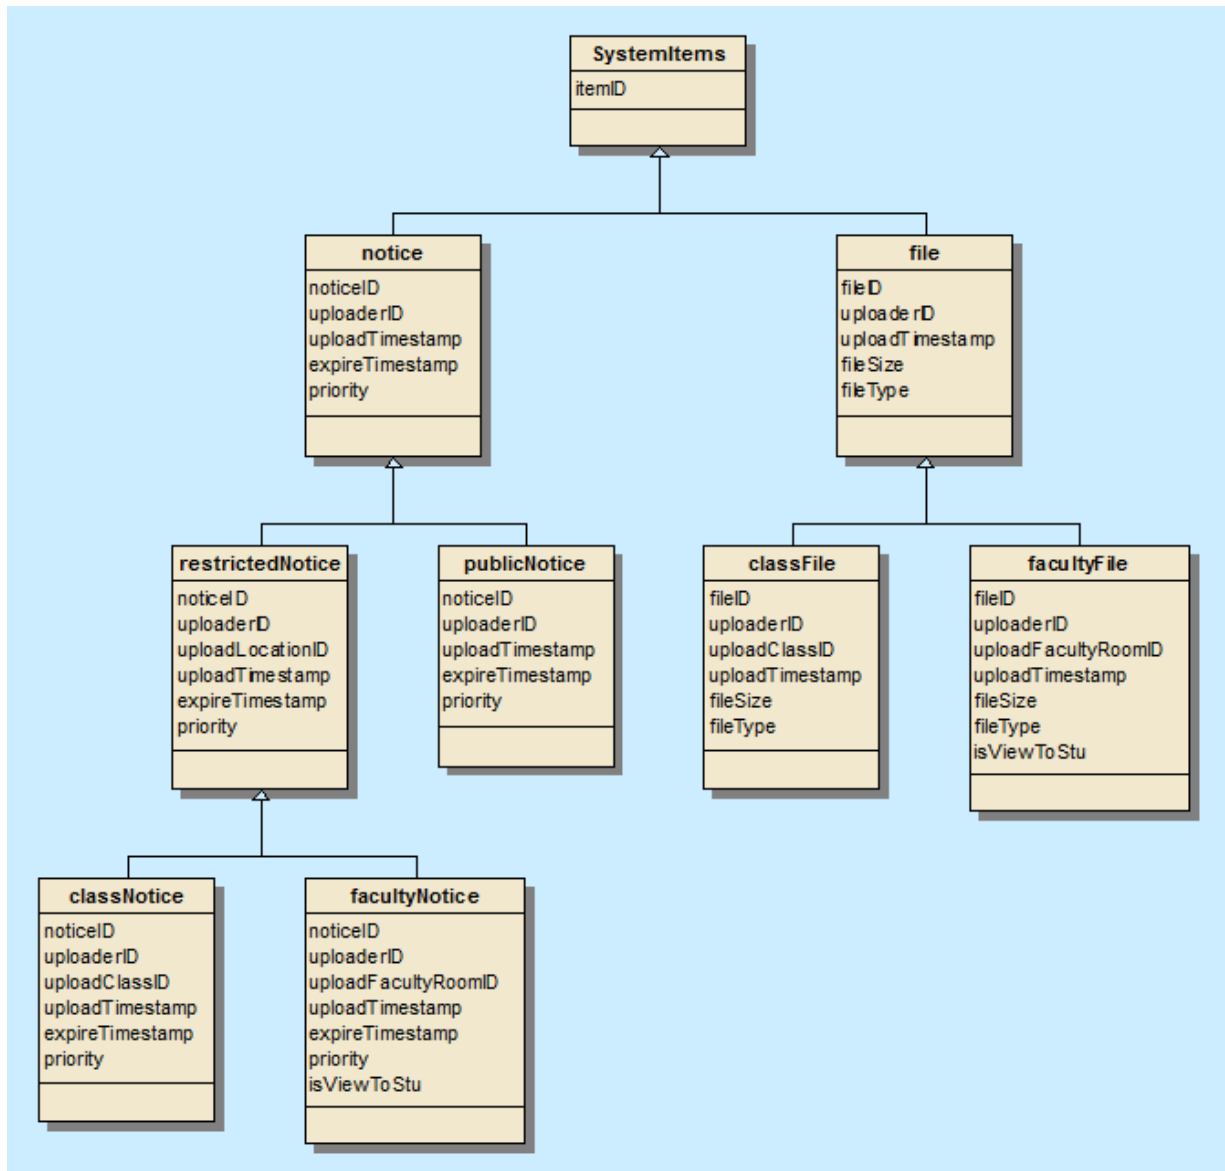 SystemItems
itemID
notice
noticeID
uploaderID
uploadTimestamp
expireTimestamp
priority
file
fileID
uploaderID
uploadTimestamp
fileSize
fileType
restrictedNotice
noticeID
uploaderID
uploadLocationID
uploadTimestamp
expireTimestamp
priority
publicNotice
noticeID
uploaderID
uploadTimestamp
expireTimestamp
priority
classFile
fileID
uploaderID
uploadClassID
uploadTimestamp
fileSize
fileType
facultyFile
fileID
uploaderID
uploadFacultyRoomID
uploadTimestamp
fileSize
fileType
isViewToStu
classNotice
noticeID
uploaderID
uploadClassID
uploadTimestamp
expireTimestamp
priority
facultyNotice
noticeID
uploaderID
uploadFacultyRoomID
uploadTimestamp
expireTimestamp
priority
isViewToStu